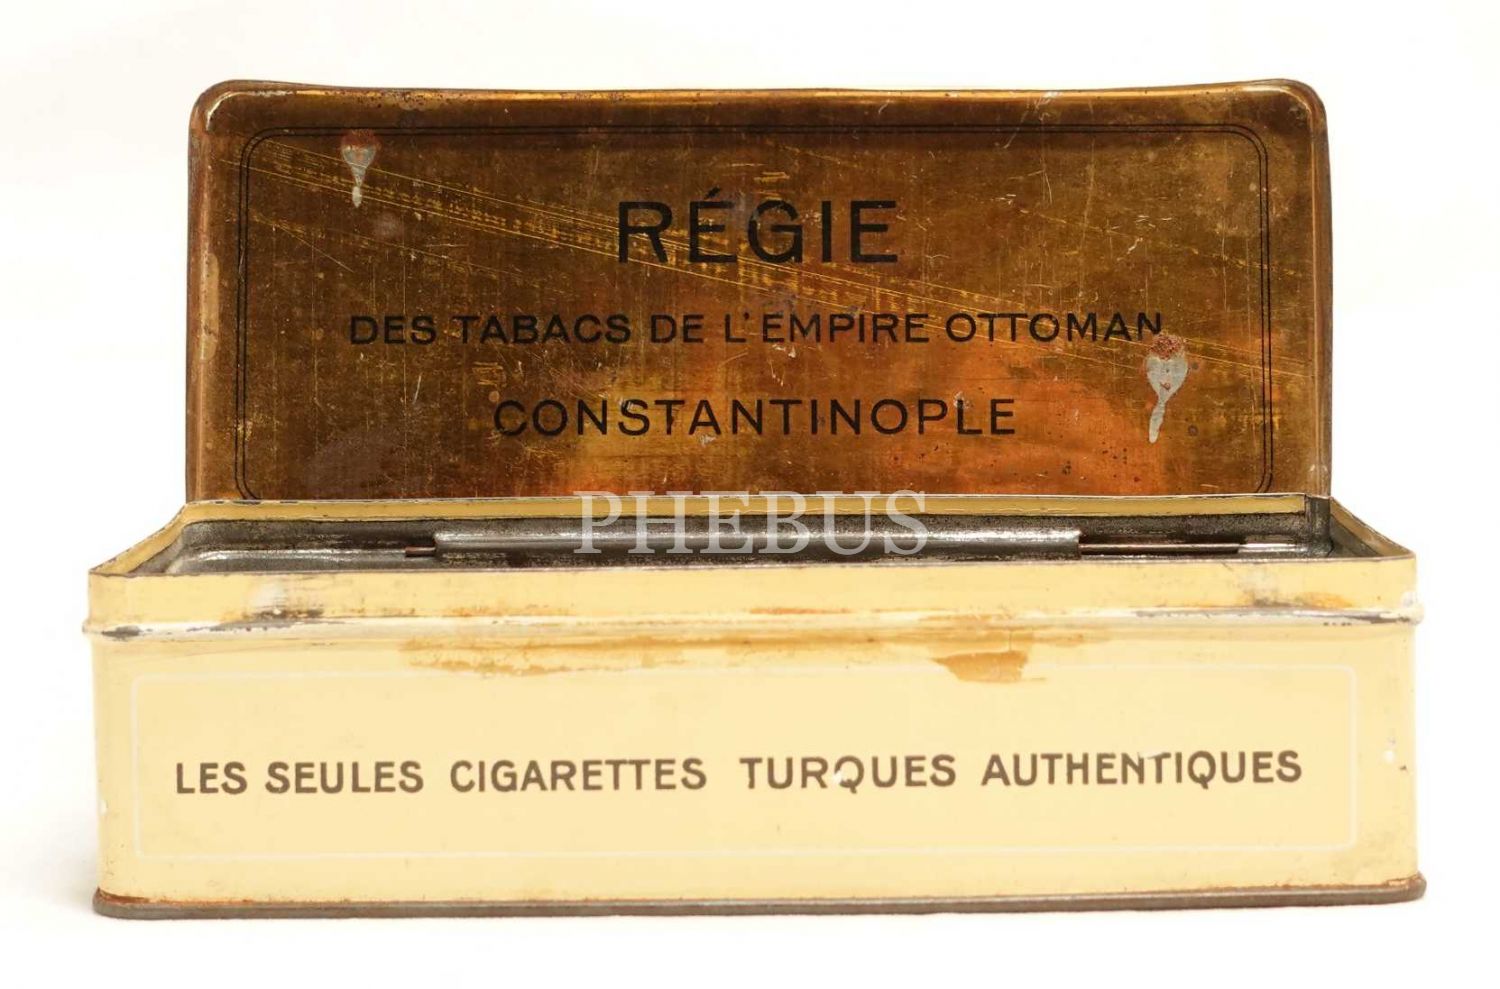 RÉGIE
DES TABACS DE L'EMPIRE OTTOMAN
CONSTANTINOPLE
PHEBUS
LES SEULES CIGARETTES TURQUES AUTHENTIQUES